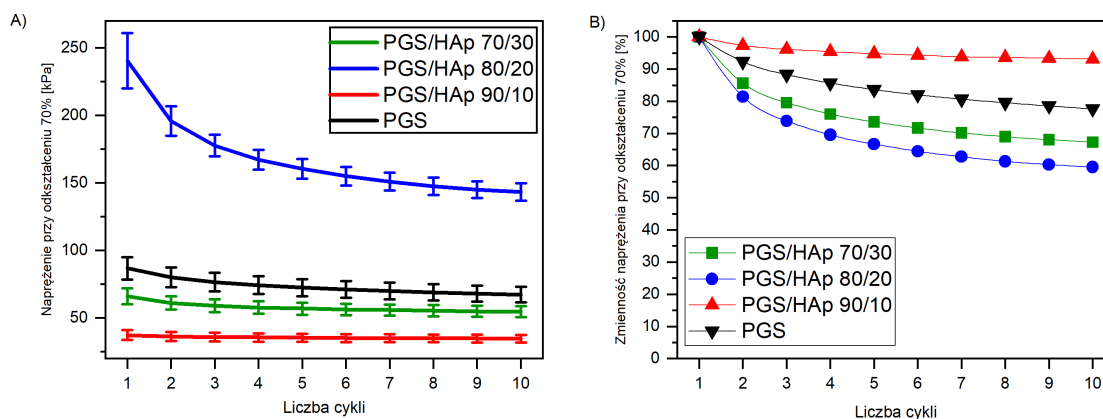 A)
Naprężenie przy odkształceniu 70% [kPa]
250
200
150
100
50
PGS/HAp 70/30
PGS/HAp 80/20
PGS/HAp 90/10
PGS
1 2 3 4 5 6 7 8 9 10
Liczba cykli
B)
Zmienność naprężenia przy odkształceniu 70% [%]
100
90
80
70
60
50
40
30
20
10
0
PGS/HAp 70/30
PGS/HAp 80/20
PGS/HAp 90/10
PGS
1 2 3 4 5 6 7 8 9 10
Liczba cykli